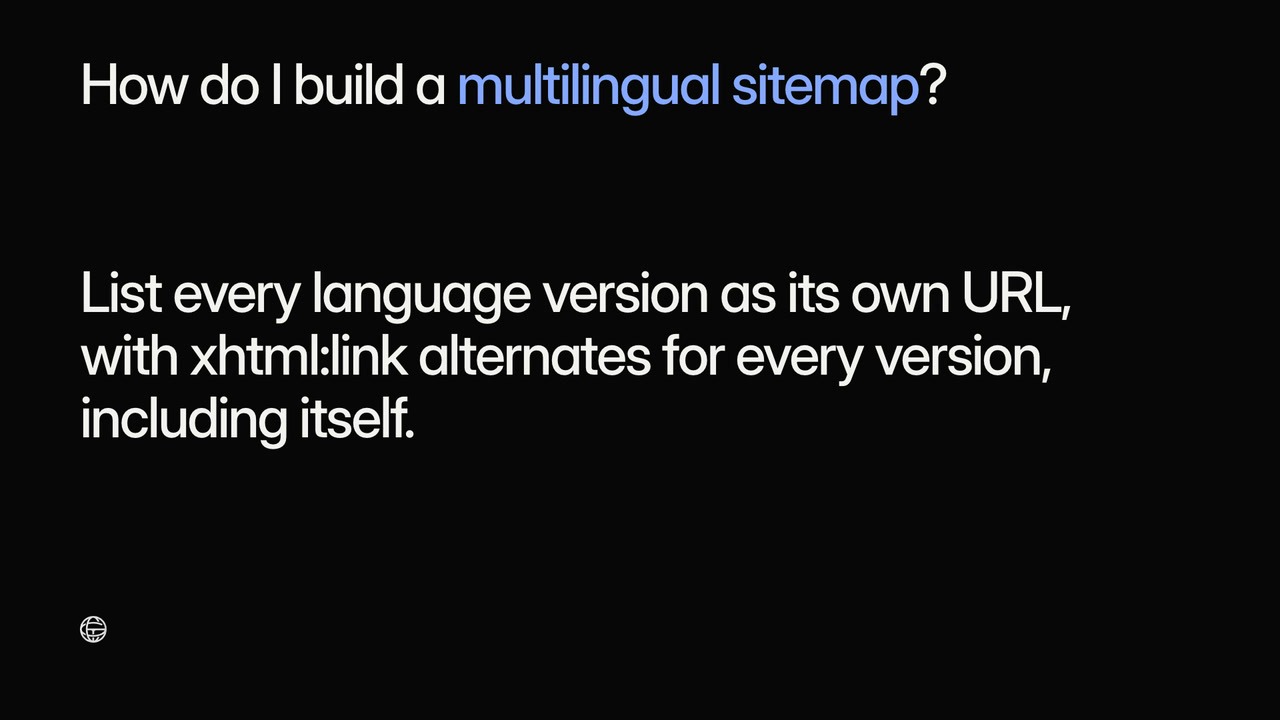 How do I build a multilingual sitemap?
List every language version as its own URL,
with xhtml:link alternates for every version,
including itself.